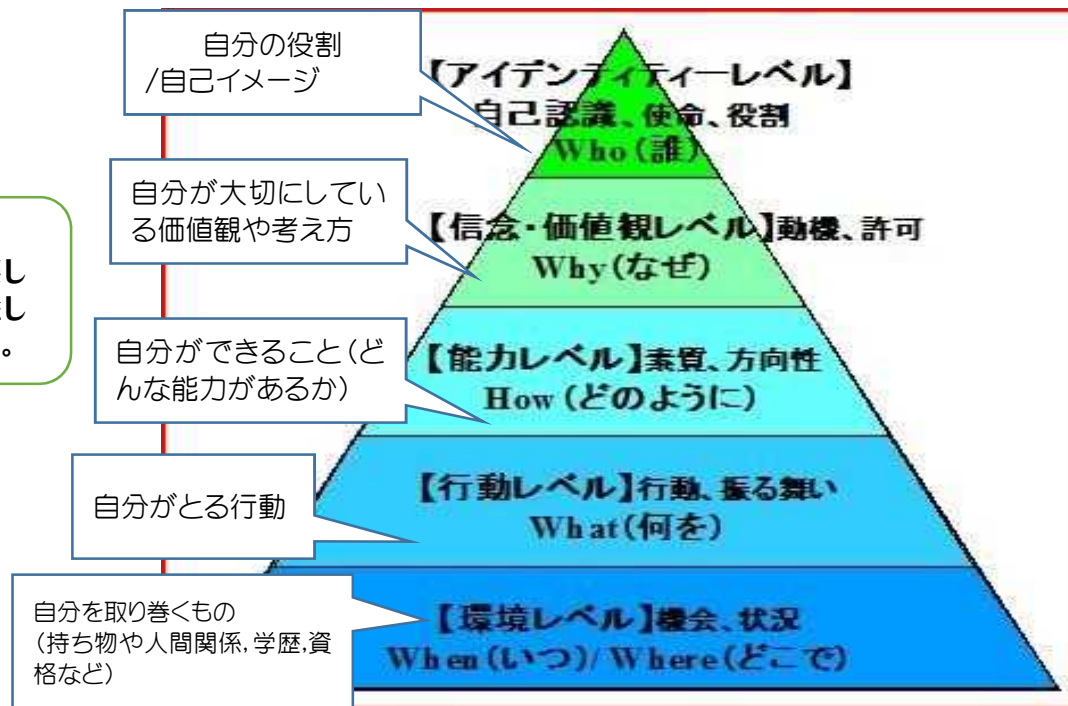 自分の役割
/自己イメージ
【アイデンティティーレベル】
自己認識、使命、役割
Who(誰)
自分が大切にしてい
る価値観や考え方
【信念・価値観レベル】動機、許可
Why(なぜ)
し
し
。
自分ができること(ど
んな能力があるか)
【能力レベル】素質、方向性
How(どのように)
自分がとる行動
【行動レベル】行動、振る舞い
What(何を)
自分を取り巻くもの
(持ち物や人間関係,学歴,資
格など)
【環境レベル】機会、状況
When(いつ)/Where(どこで)